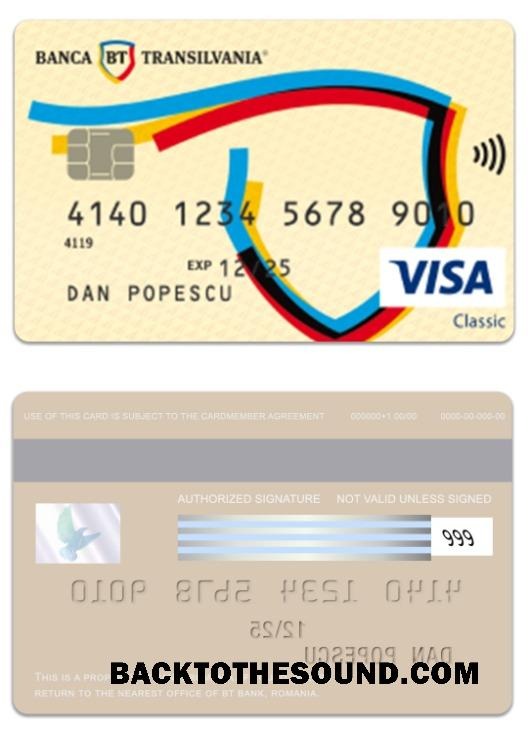 BANCA BT TRANSILVANIA®
4140 1234 5678 9010
4119
EXP 12/25
DAN POPESCU
VISA
Classic
USE OF THIS CARD IS SUBJECT TO THE CARDMEMBER AGREEMENT 000000+1 00/00 0000-00-000-00
AUTHORIZED SIGNATURE NOT VALID UNLESS SIGNED
999
4140 1234 5678 9010
12/25
DAN POPESCU
THIS IS A PROP
BACKTOTHESOUND.COM
RETURN TO THE NEAREST OFFICE OF BT BANK, ROMANIA.